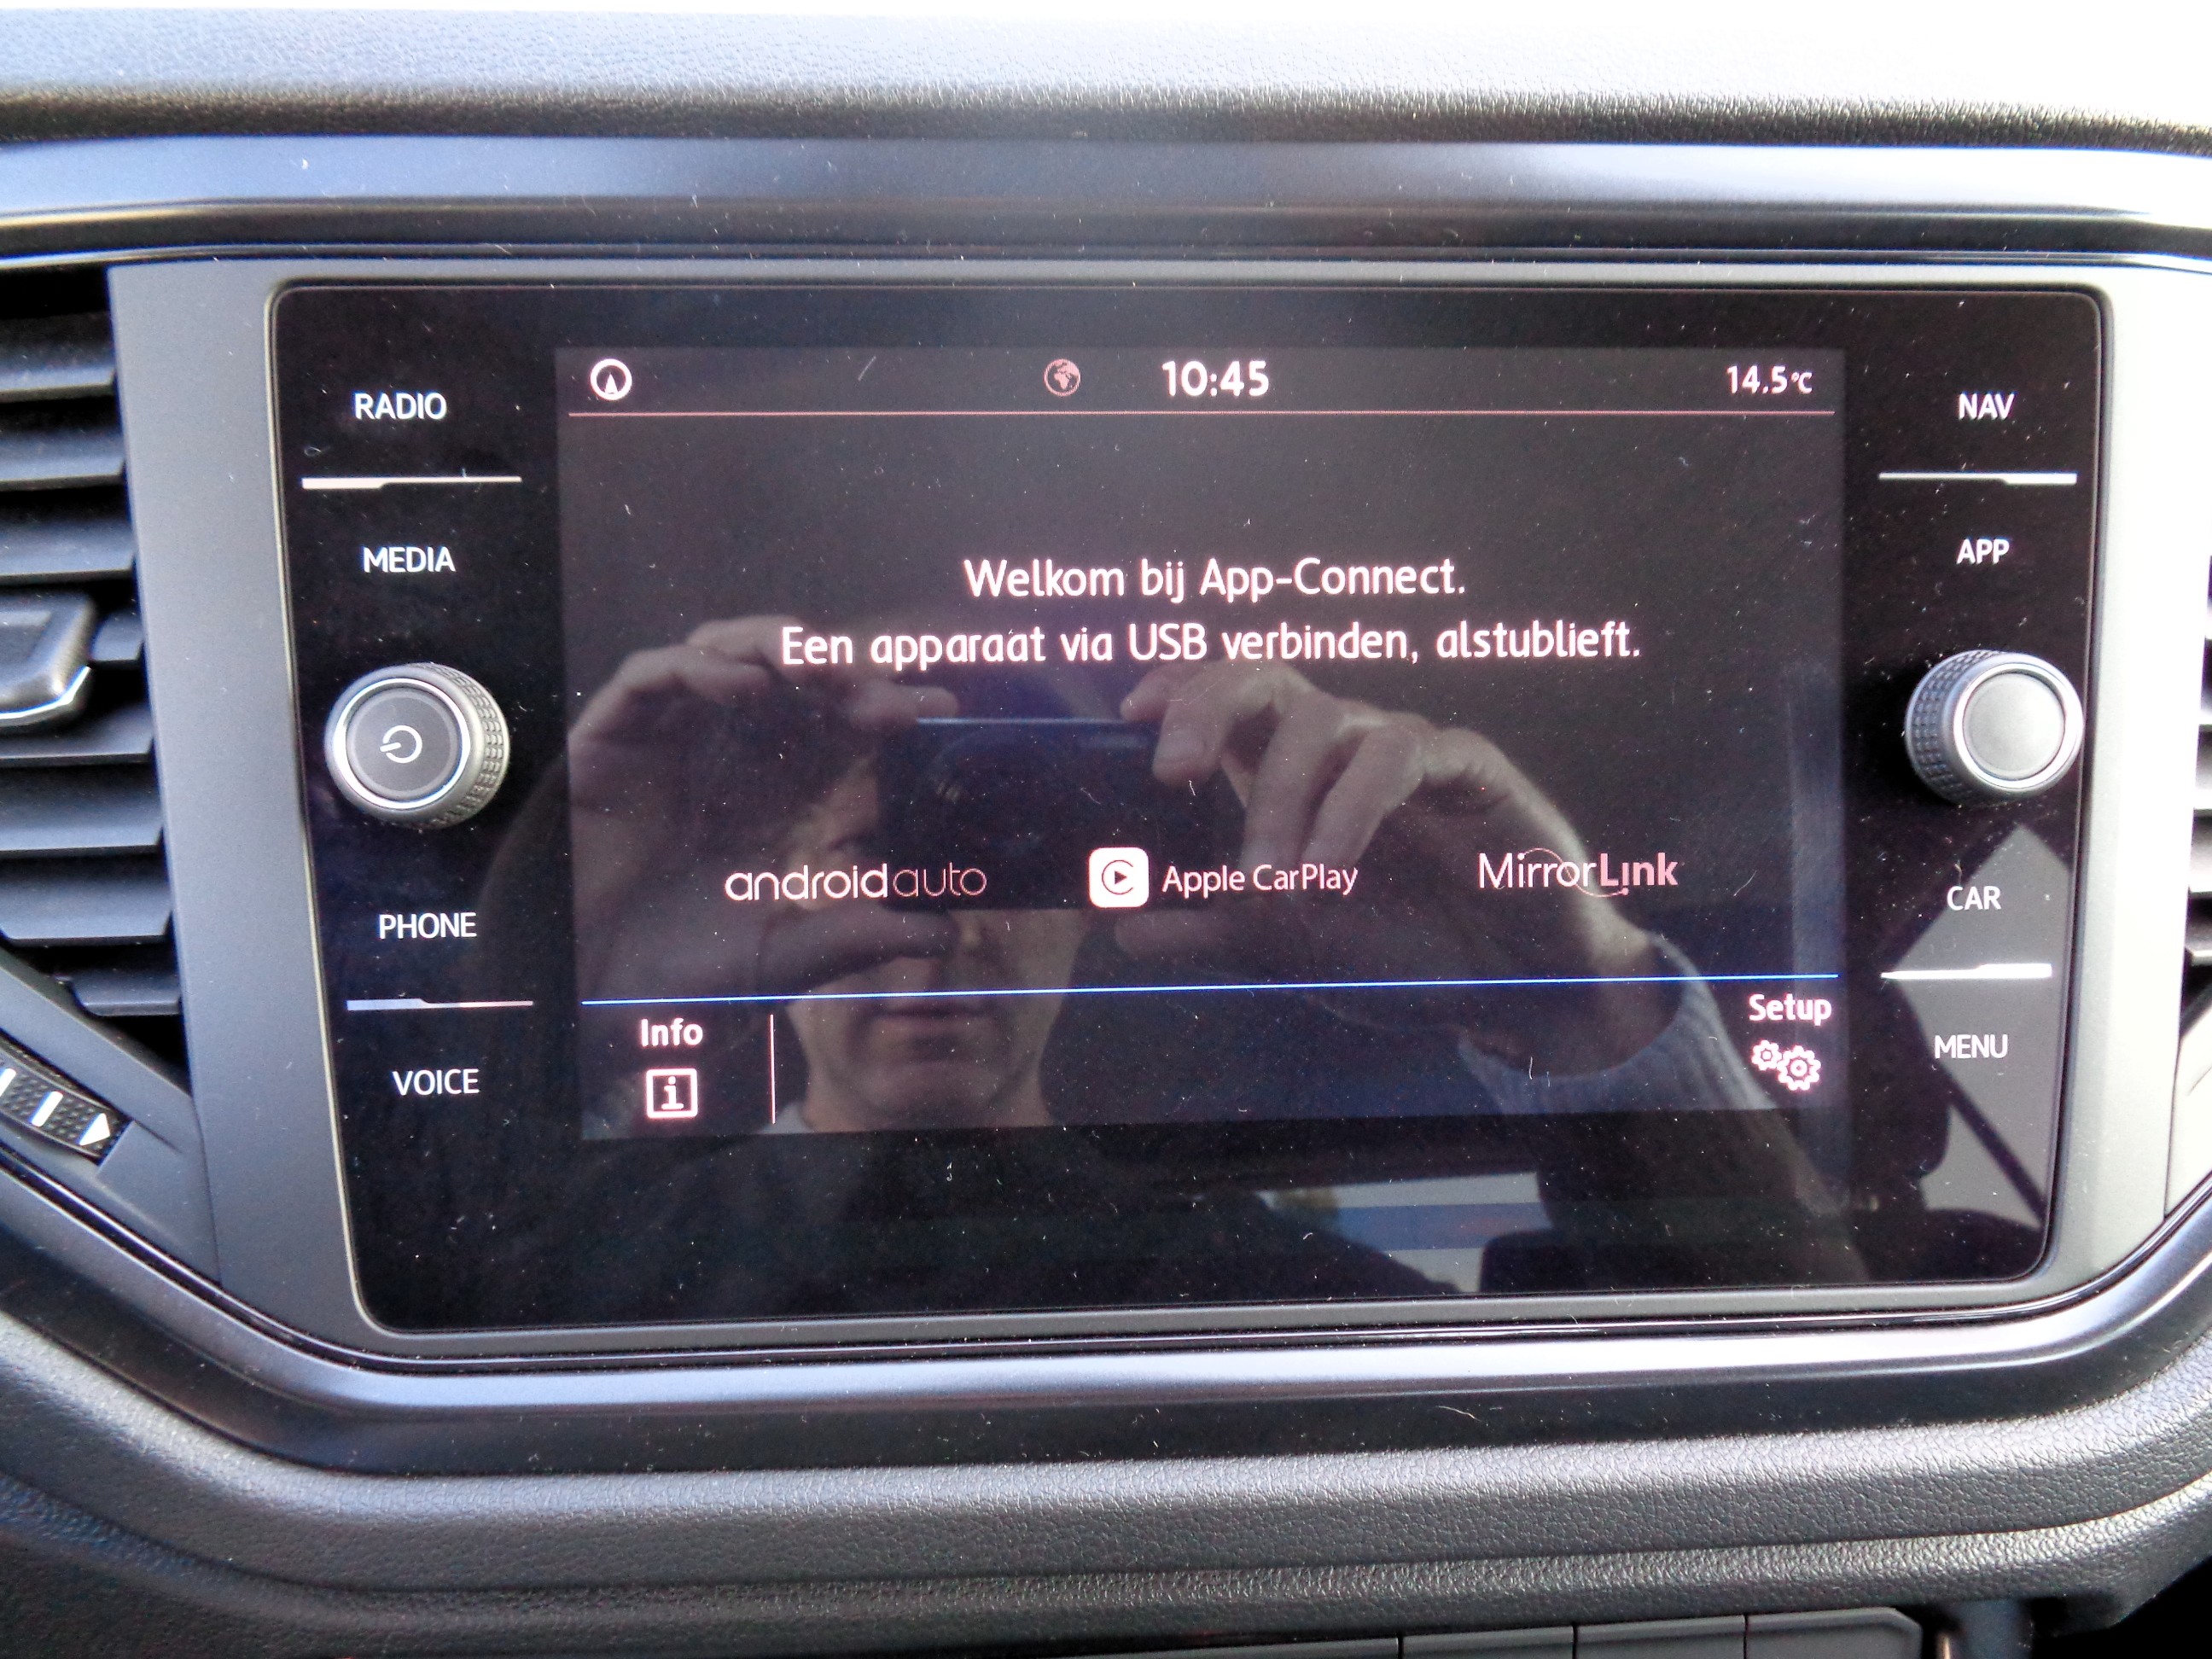 RADIO
MEDIA
PHONE
VOICE
10:45
14.5°C
Welkom bij App-Connect.
Een apparaat via USB verbinden, alstublieft.
androidauto
Apple CarPlay
MirrorLink
Info
i
Setup
NAV
APP
CAR
MENU